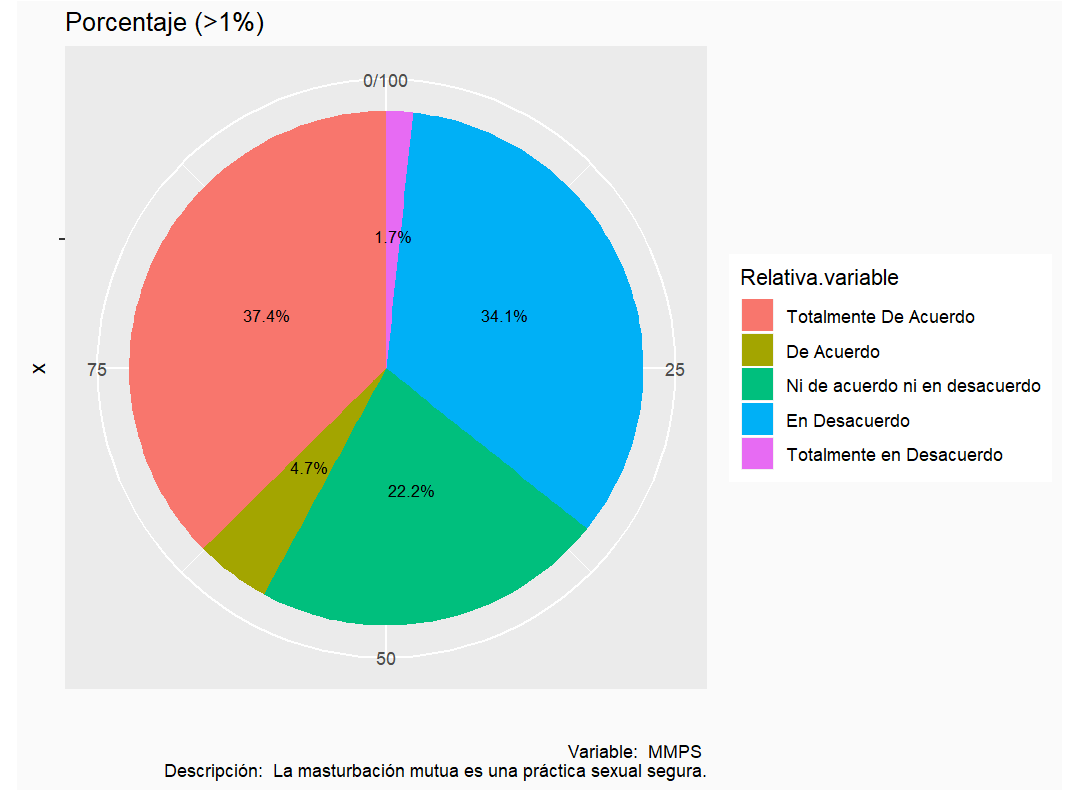 Porcentaje (>1%)
0/100
1.7%
37.4%
34.1%
x
75
25
4.7%
22.2%
50
Relativa.variable
Totalmente De Acuerdo
De Acuerdo
Ni de acuerdo ni en desacuerdo
En Desacuerdo
Totalmente en Desacuerdo
Variable:  MMPS
Descripción:  La masturbación mutua es una práctica sexual segura.